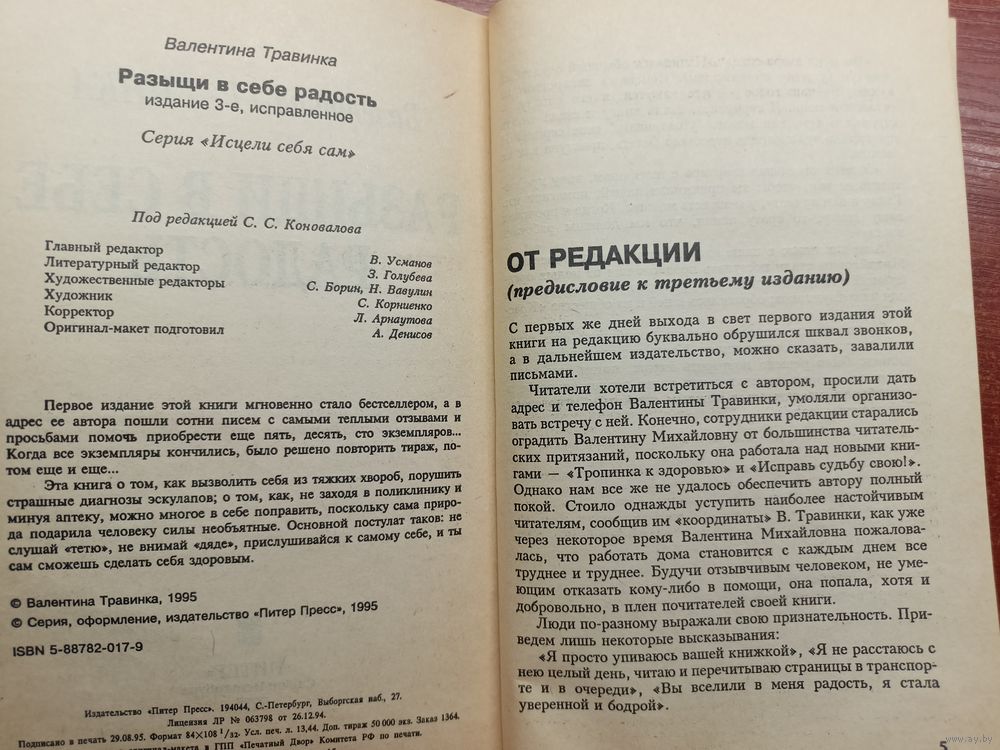 Валентина Травинка
Разыщи в себе радость
издание 3-е, исправленное
Серия «Исцели себя сам»
Под редакцией С. С. Коновалова
Главный редактор В. Усманов
Литературный редактор З. Голубева
Художественные редакторы С. Борин, Н. Вавулин
Художник С. Корниенко
Корректор Л. Арнаутова
Оригинал-макет подготовил А. Денисов
Первое издание этой книги мгновенно стало бестселлером, а в
адрес ее автора пошли сотни писем с самыми теплыми отзывами и
просьбами помочь приобрести еще пять, десять, сто экземпляров...
Когда все экземпляры кончились, было решено повторить тираж, по-
том еще и еще...
Эта книга о том, как вызволить себя из тяжких хвороб, порушить
страшные диагнозы эскулапов; о том, как, не заходя в поликлинику и
минуя аптеку, можно многое в себе поправить, поскольку сама приро-
да подарила человеку силы необъятные. Основной постулат таков: не
слушай «тетю», не внимай «дяде», прислушивайся к самому себе, и ты
сам сможешь сделать себя здоровым.
© Валентина Травинка, 1995
© Серия, оформление, издательство «Питер Пресс», 1995
ISBN 5-88782-017-9
Издательство «Питер Пресс». 194044, С.-Петербург, Выборгская наб., 27.
Лицензия ЛР № 063798 от 26.12.94.
Подписано в печать 29.08.95. Формат 84×108 1/32. Усл. печ. л. 13,44. Доп. тираж 50 000 экз. Заказ 1364.
макета в ГПП «Печатный Двор» Комитета РФ по печати.
ОТ РЕДАКЦИИ
(предисловие к третьему изданию)
С первых же дней выхода в свет первого издания этой
книги на редакцию буквально обрушился шквал звонков,
а в дальнейшем издательство, можно сказать, завалили
письмами.
Читатели хотели встретиться с автором, просили дать
адрес и телефон Валентины Травинки, умоляли организо-
вать встречу с ней. Конечно, сотрудники редакции старались
оградить Валентину Михайловну от большинства читатель-
ских притязаний, поскольку она работала над новыми кни-
гами — «Тропинка к здоровью» и «Исправь судьбу свою!».
Однако нам все же не удалось обеспечить автору полный
покой. Стоило однажды уступить наиболее настойчивым
читателям, сообщив им «координаты» В. Травинки, как уже
через некоторое время Валентина Михайловна пожалова-
лась, что работать дома становится с каждым днем все
труднее и труднее. Будучи отзывчивым человеком, не уме-
ющим отказать кому-либо в помощи, она попала, хотя и
добровольно, в плен почитателей своей книги.
Люди по-разному выражали свою признательность. При-
ведем лишь некоторые высказывания:
«Я просто упиваюсь вашей книжкой», «Я не расстаюсь с
нею целый день, читаю и перечитываю страницы в транспор-
те и в очереди», «Вы вселили в меня радость, я стала
уверенной и бодрой».
5
www.ay.by